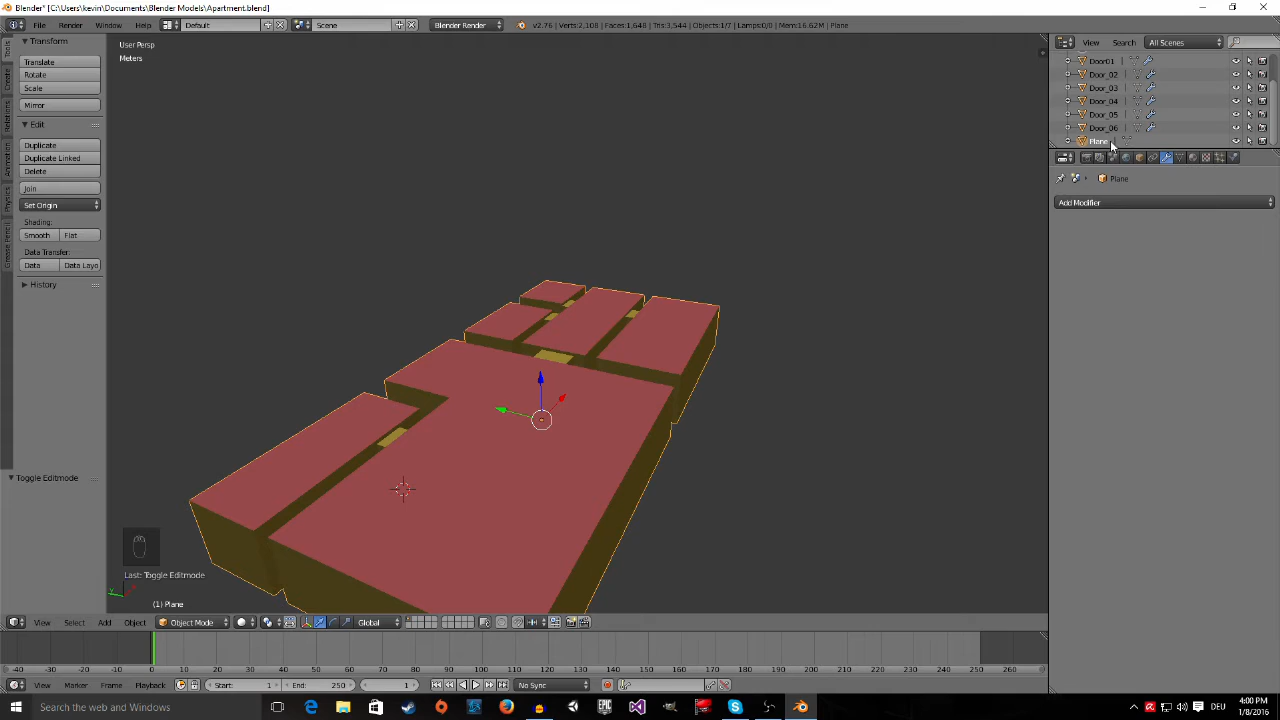 Blender* [C:\Users\kevin\Documents\Blender Models\Apartment.blend]
File Render Window Help Default Scene Blender Render v2.76 | Verts:2,108 | Faces:1,648 | Tris:3,544 | Objects:1/7 | Lamps:0/0 | Mem:16.62M | Plane
View Search All Scenes
Tools
Create
Relations
Animation
Physics
Grease Pencil
Transform
Translate
Rotate
Scale
Mirror
Edit
Duplicate
Duplicate Linked
Delete
Join
Set Origin
Shading:
Smooth Flat
Data Transfer:
Data Data Layo
History
Toggle Editmode
User Persp
Meters
Last: Toggle Editmode
(1) Plane
Door01
Door_02
Door_03
Door_04
Door_05
Door_06
Plane
Plane
Add Modifier
View Select Add Object Object Mode Global
-40 -30 -20 -10 0 10 20 30 40 50 60 70 80 90 100 110 120 130 140 150 160 170 180 190 200 210 220 230 240 250 260
View Marker Frame Playback Start: 1 End: 250 1 No Sync
Search the web and Windows
DEU
4:00 PM
1/8/2016